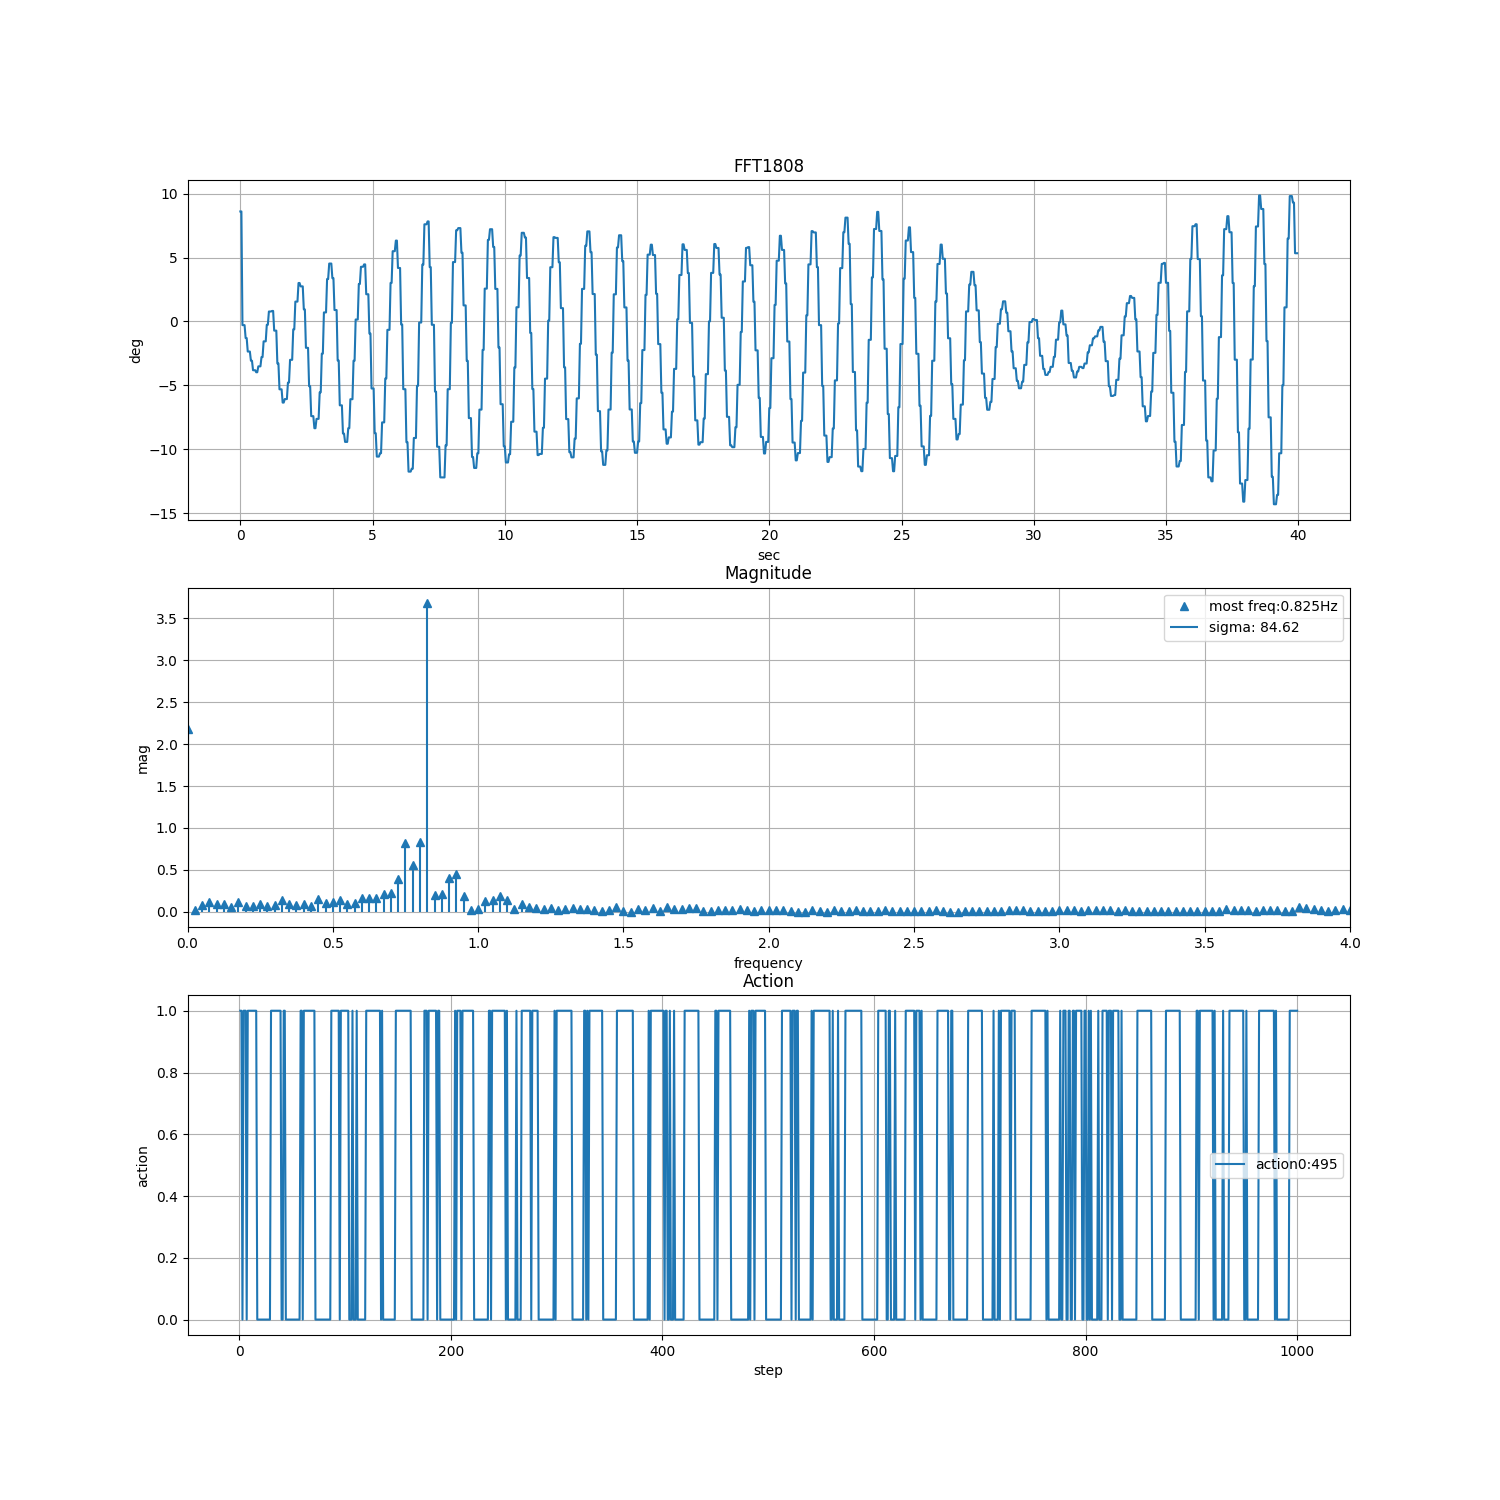 FFT1808
10
5
0
−5
−10
−15
deg
0 5 10 15 20 25 30 35 40
sec
Magnitude
most freq:0.825Hz
sigma: 84.62
3.5
3.0
2.5
2.0
1.5
1.0
0.5
0.0
mag
0.0 0.5 1.0 1.5 2.0 2.5 3.0 3.5 4.0
frequency
Action
1.0
0.8
0.6
0.4
0.2
0.0
action
action0:495
0 200 400 600 800 1000
step